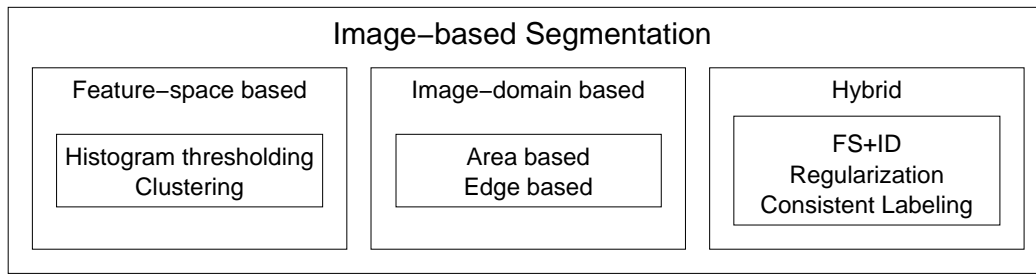 Image−based Segmentation
Feature−space based
Histogram thresholding
Clustering
Image−domain based
Area based
Edge based
Hybrid
FS+ID
Regularization
Consistent Labeling